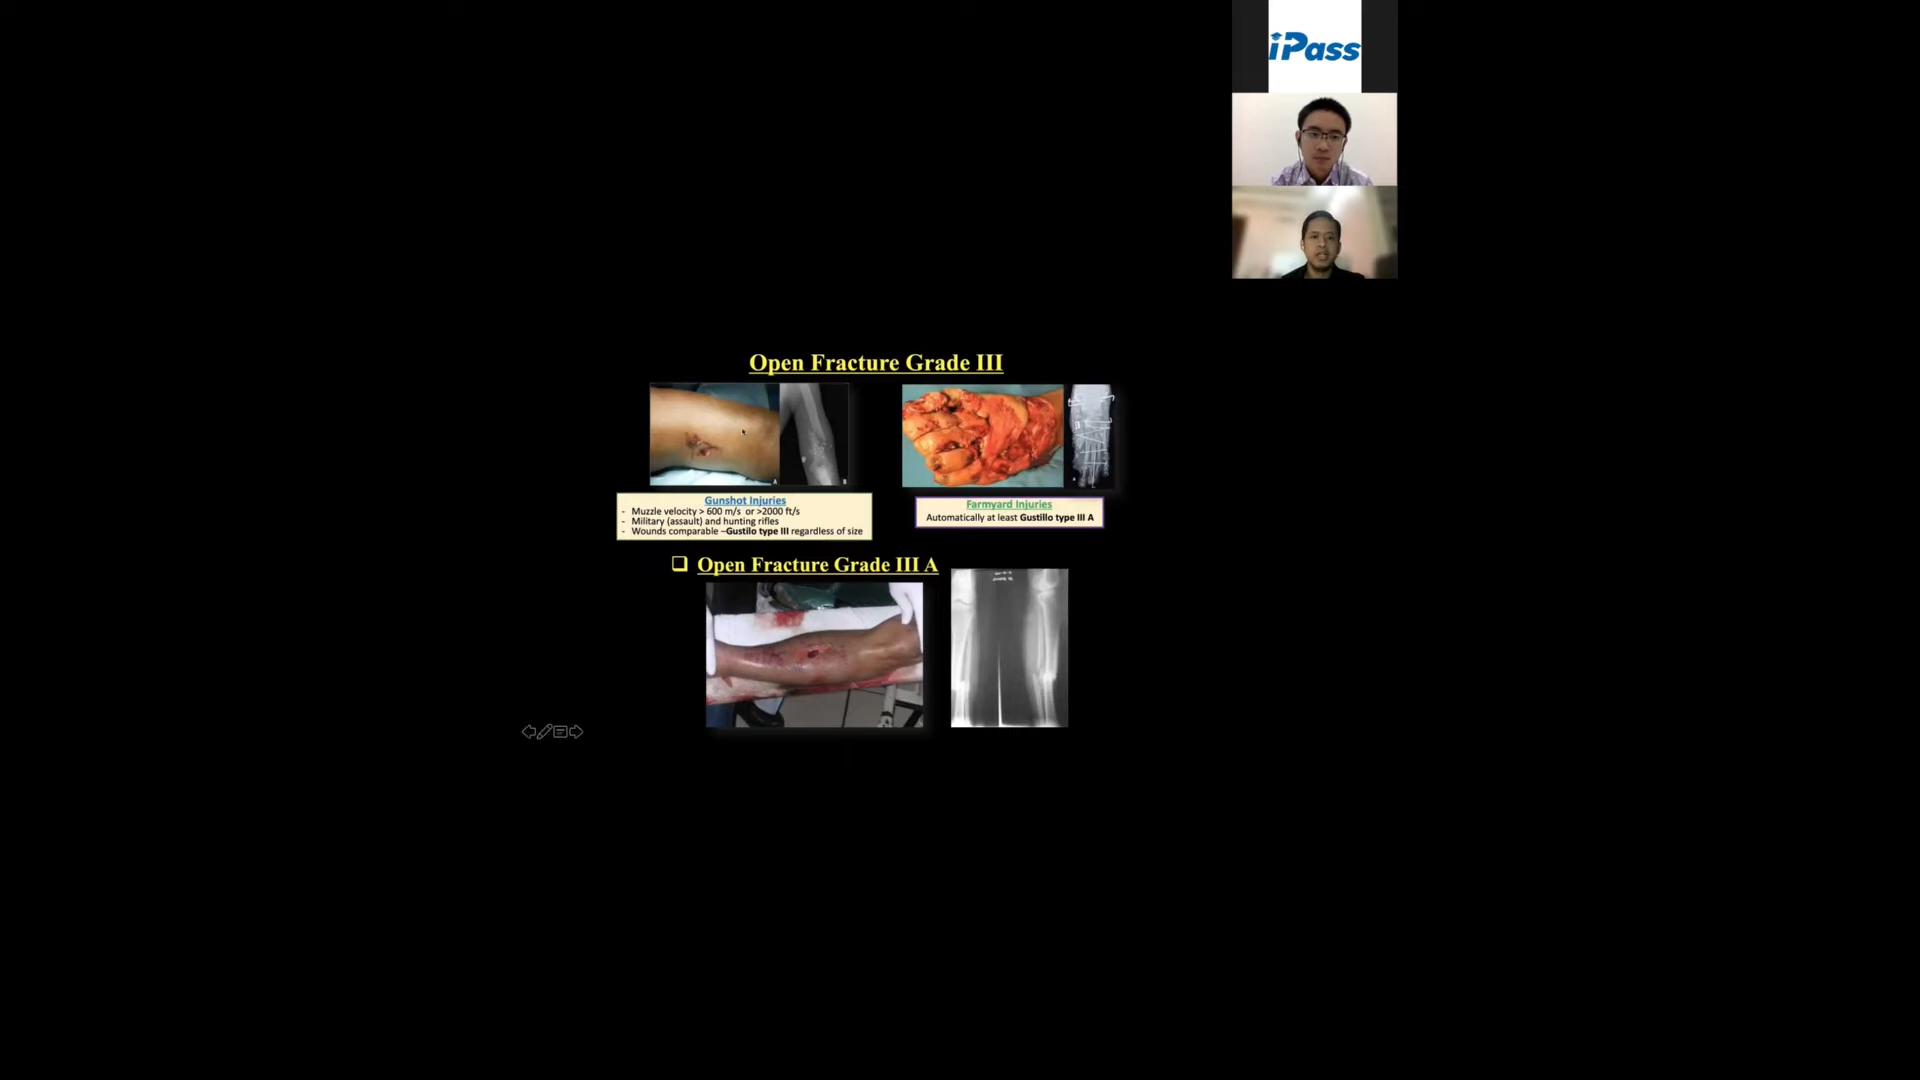 iPass
Open Fracture Grade III
A
B
Gunshot Injuries
- Muzzle velocity > 600 m/s or >2000 ft/s
- Military (assault) and hunting rifles
- Wounds comparable –Gustilo type III regardless of size
Farmyard Injuries
Automatically at least Gustillo type III A
❑ Open Fracture Grade III A